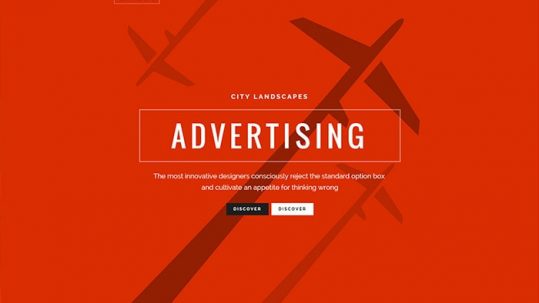 CITY LANDSCAPES
ADVERTISING
The most innovative designers consciously reject the standard option box
and cultivate an appetite for thinking wrong
DISCOVER DISCOVER